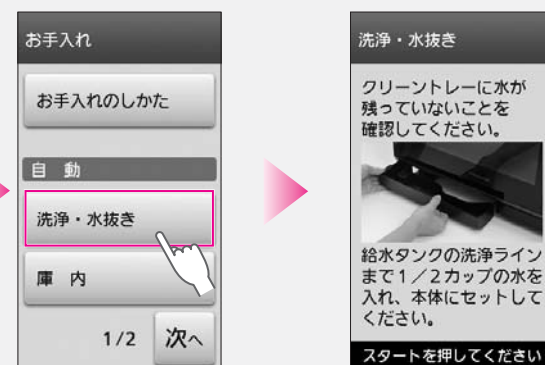 お手入れ
お手入れのしかた
自 動
洗浄・水抜き
庫 内
1/2 次へ
洗浄・水抜き
クリーントレーに水が
残っていないことを
確認してください。
給水タンクの洗浄ライン
まで1/2カップの水を
入れ、本体にセットして
ください。
スタートを押してください